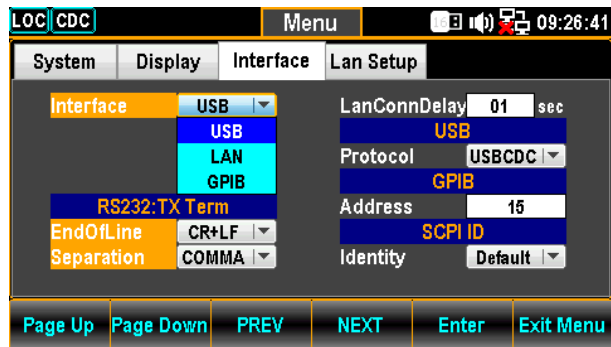 LOC CDC Menu 16 09:26:41
System Display Interface Lan Setup
Interface USB
USB
LAN
GPIB
RS232:TX Term
EndOfLine CR+LF
Separation COMMA
LanConnDelay 01 sec
USB
Protocol USBCDC
GPIB
Address 15
SCPI ID
Identity Default
Page Up Page Down PREV NEXT Enter Exit Menu